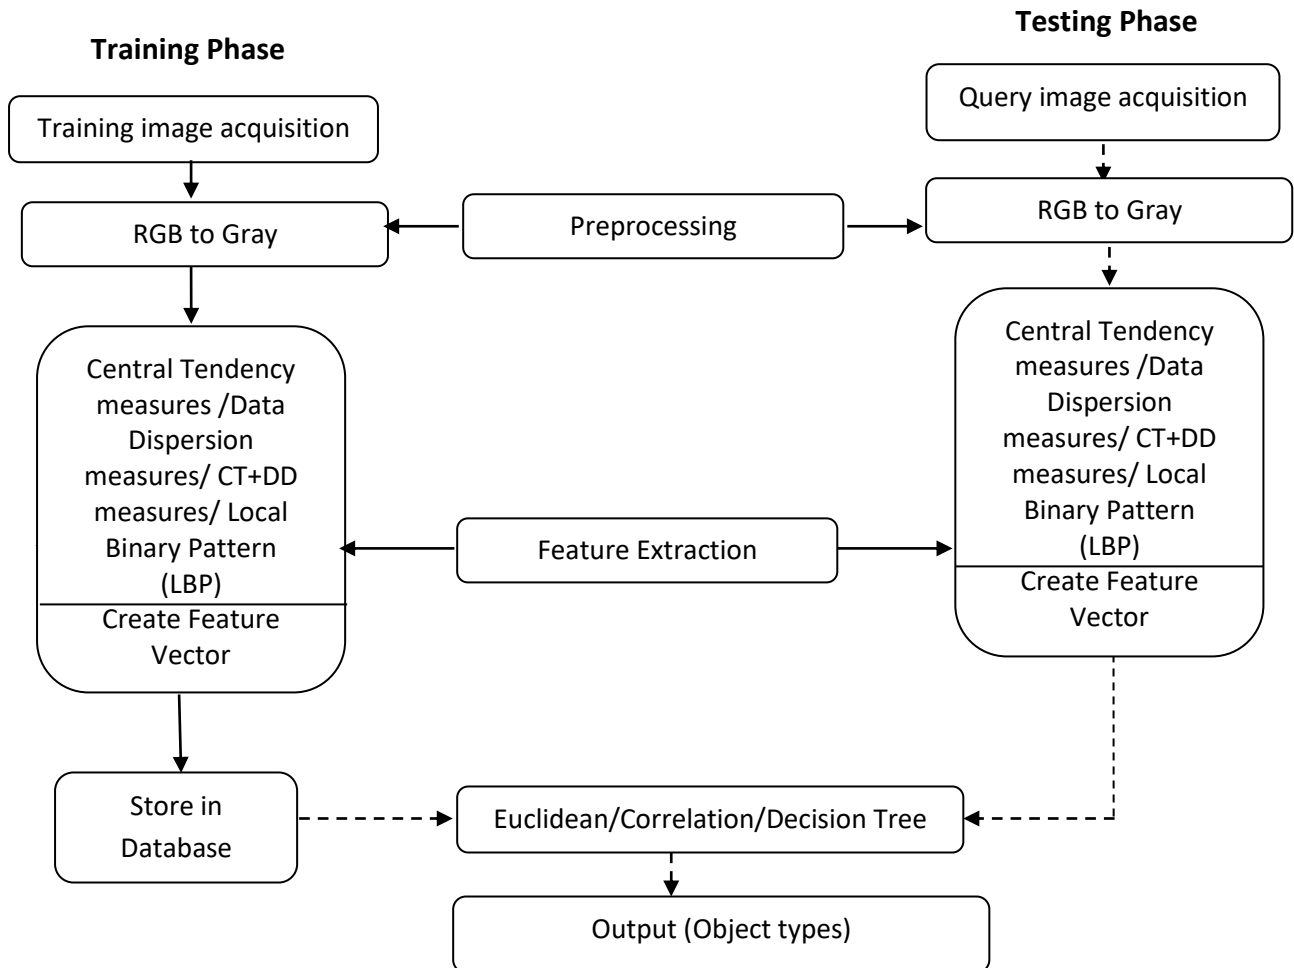 Training Phase
Training image acquisition
RGB to Gray
Central Tendency
measures /Data
Dispersion
measures/ CT+DD
measures/ Local
Binary Pattern
(LBP)
Create Feature
Vector
Store in
Database
Preprocessing
Feature Extraction
Testing Phase
Query image acquisition
RGB to Gray
Central Tendency
measures /Data
Dispersion
measures/ CT+DD
measures/ Local
Binary Pattern
(LBP)
Create Feature
Vector
Euclidean/Correlation/Decision Tree
Output (Object types)